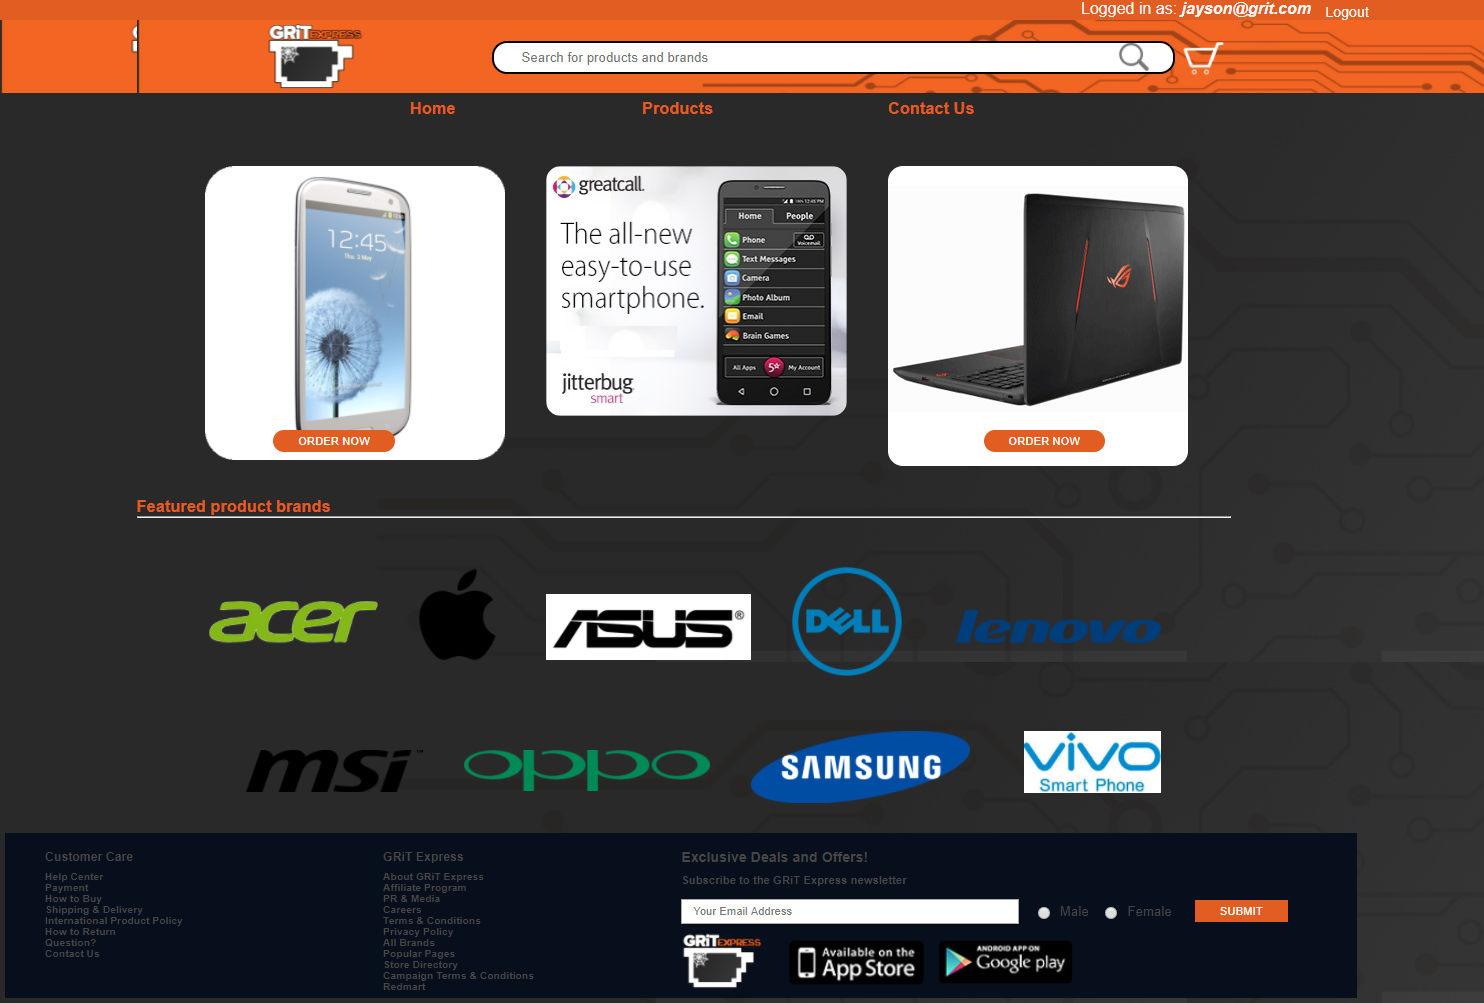 Logged in as: jayson@grit.com Logout
GRiT EXPRESS
Search for products and brands
Home Products Contact Us
12:45
Thu, 3 May
ORDER NOW
greatcall.
The all-new
easy-to-use
smartphone.
jitterbug
smart
12:45 PM
Home People
Phone
Voicemail
Text Messages
Camera
Photo Album
Email
Brain Games
All Apps 5★ My Account
ORDER NOW
Featured product brands
acer
ASUS®
DELL
lenovo
msi
oppo
SAMSUNG
vivo
Smart Phone
Customer Care
Help Center
Payment
How to Buy
Shipping & Delivery
International Product Policy
How to Return
Question?
Contact Us
GRiT Express
About GRiT Express
Affiliate Program
PR & Media
Careers
Terms & Conditions
Privacy Policy
All Brands
Popular Pages
Store Directory
Campaign Terms & Conditions
Redmart
Exclusive Deals and Offers!
Subscribe to the GRiT Express newsletter
Your Email Address Male Female SUBMIT
GRiT EXPRESS
Available on the
App Store
ANDROID APP ON
Google play